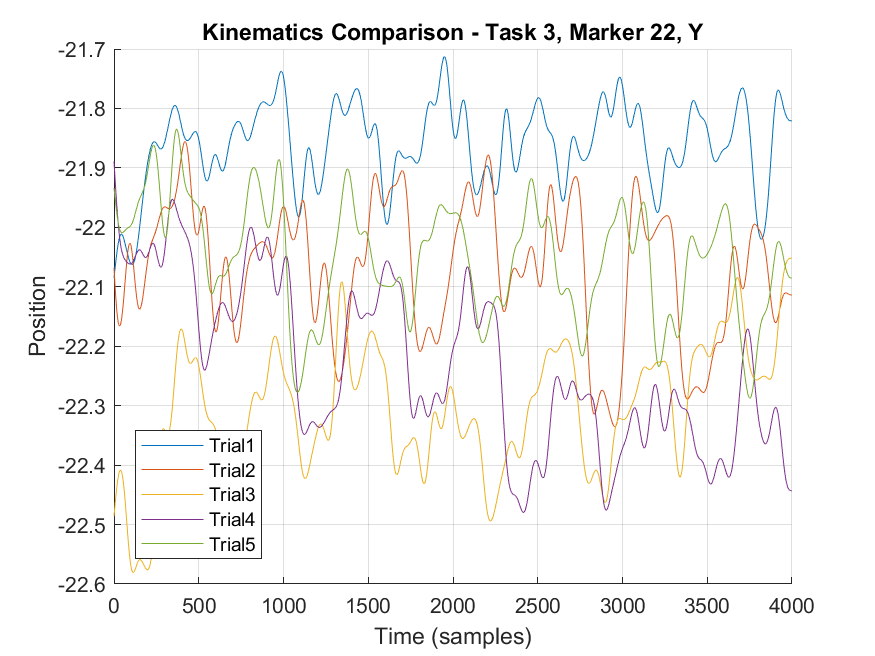 Kinematics Comparison - Task 3, Marker 22, Y
-21.7
-21.8
-21.9
-22
-22.1
-22.2
-22.3
-22.4
-22.5
-22.6
Position
Trial1
Trial2
Trial3
Trial4
Trial5
0 500 1000 1500 2000 2500 3000 3500 4000
Time (samples)